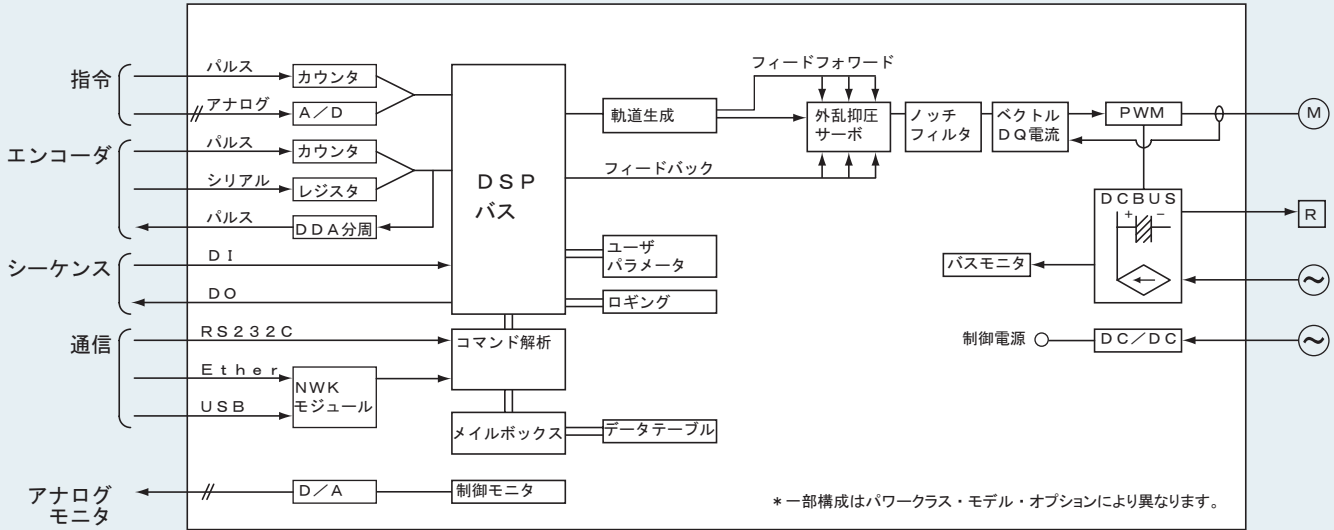 指令
パルス
カウンタ
アナログ
A/D
エンコーダ
パルス
カウンタ
シリアル
レジスタ
パルス
DDA分周
シーケンス
DI
DO
通信
RS232C
Ether
USB
NWK
モジュール
アナログ
モニタ
D/A
制御モニタ
DSP
バス
コマンド解析
メイルボックス
データテーブル
ユーザ
パラメータ
ロギング
軌道生成
フィードフォワード
フィードバック
外乱抑圧
サーボ
ノッチ
フィルタ
ベクトル
DQ電流
PWM
M
DCBUS
+ −
R
バスモニタ
~
制御電源
DC/DC
~
*一部構成はパワークラス・モデル・オプションにより異なります。